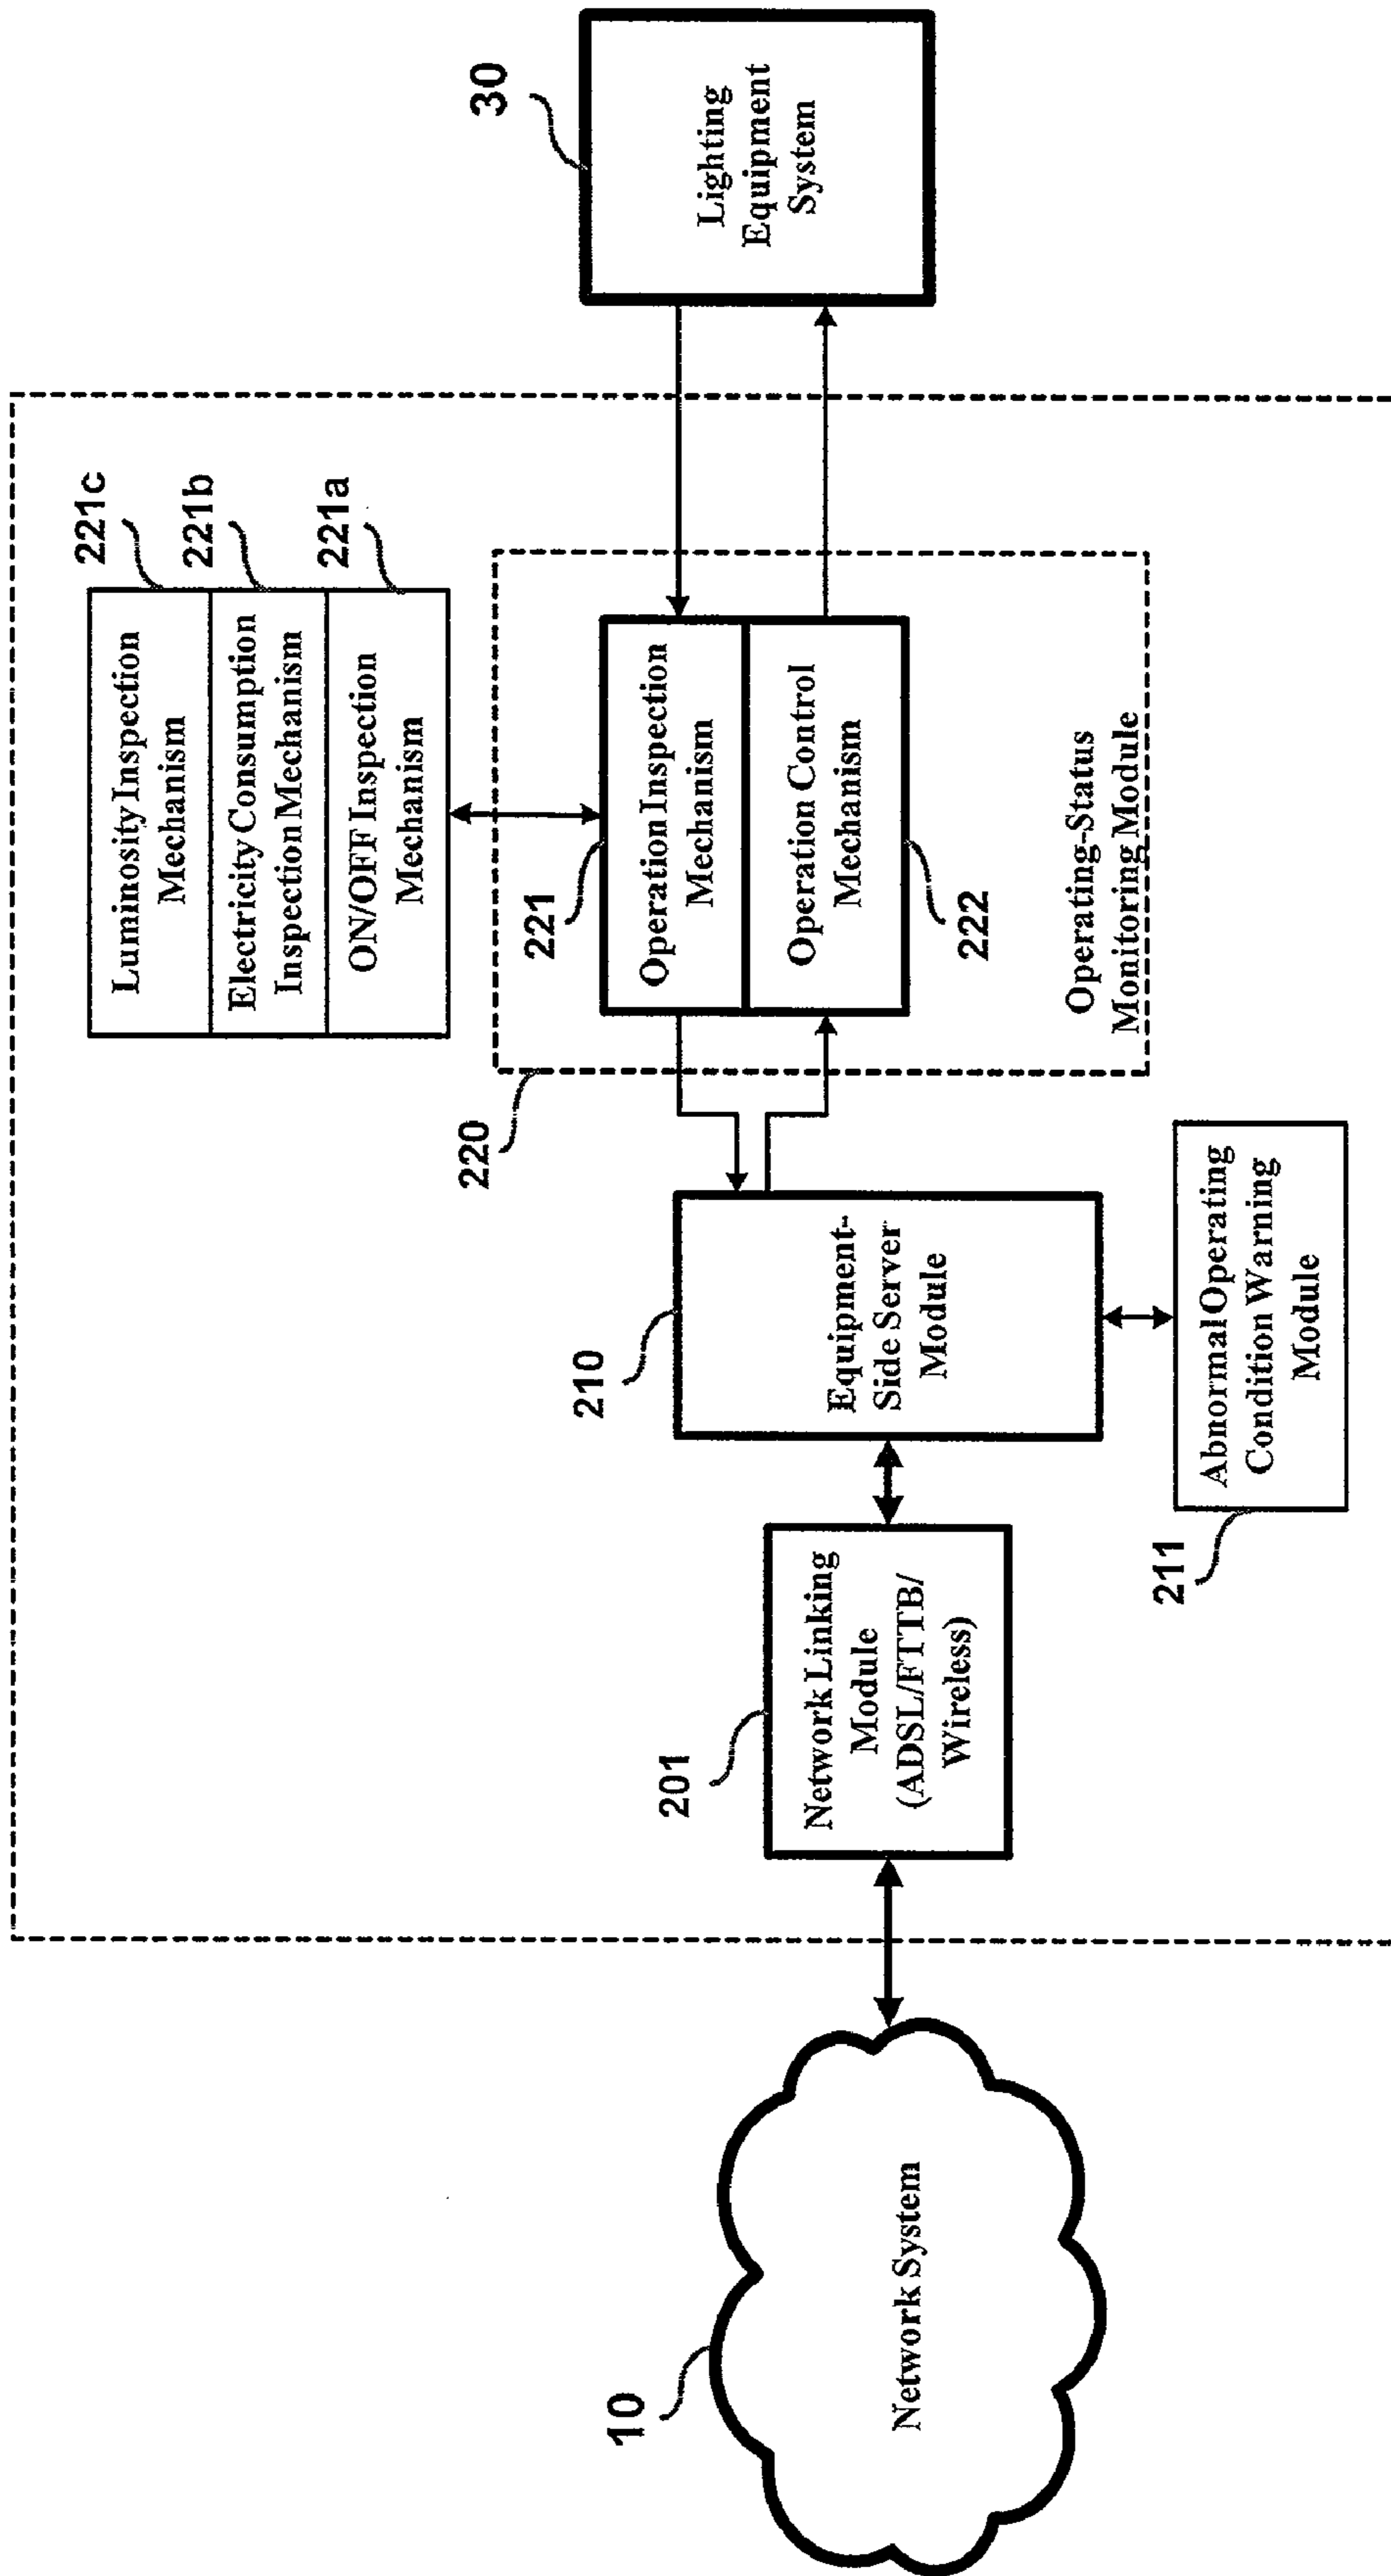 221c
Luminosity Inspection
Mechanism
221b
Electricity Consumption
Inspection Mechanism
221a
ON/OFF Inspection
Mechanism
30
Lighting
Equipment
System
220
221
Operation Inspection
Mechanism
Operation Control
Mechanism
222
Operating-Status
Monitoring Module
210
Equipment-
Side Server
Module
201
Network Linking
Module
(ADSL/FTTB/
Wireless)
211
Abnormal Operating
Condition Warning
Module
10
Network System